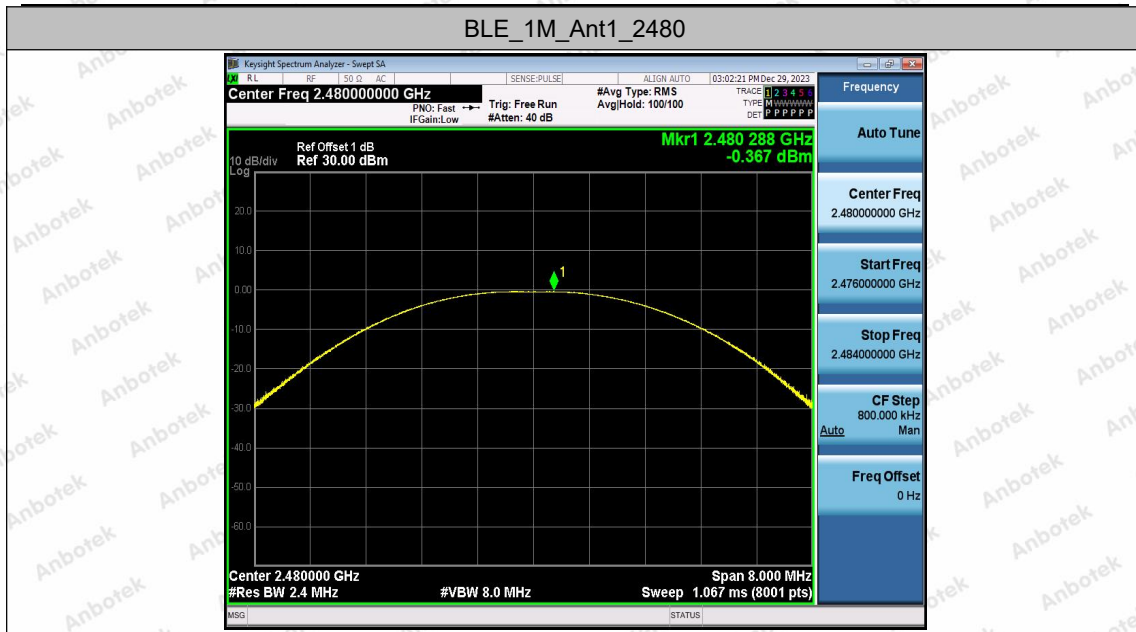 BLE_1M_Ant1_2480
Keysight Spectrum Analyzer - Swept SA
LXI RL RF 50 Ω AC SENSE:PULSE ALIGN AUTO 03:02:21 PM Dec 29, 2023
Center Freq 2.480000000 GHz
PNO: Fast
IFGain:Low
Trig: Free Run
#Atten: 40 dB
#Avg Type: RMS
Avg|Hold: 100/100
TRACE 1 2 3 4 5 6
TYPE M W W W W W
DET P P P P P P
Mkr1 2.480 288 GHz
-0.367 dBm
Ref Offset 1 dB
Ref 30.00 dBm
10 dB/div
Log
20.0
10.0
0.00
-10.0
-20.0
-30.0
-40.0
-50.0
-60.0
1
Center 2.480000 GHz
Span 8.000 MHz
#Res BW 2.4 MHz
#VBW 8.0 MHz
Sweep 1.067 ms (8001 pts)
MSG
STATUS
Frequency
Auto Tune
Center Freq
2.480000000 GHz
Start Freq
2.476000000 GHz
Stop Freq
2.484000000 GHz
CF Step
800.000 kHz
Auto Man
Freq Offset
0 Hz
Anbotek